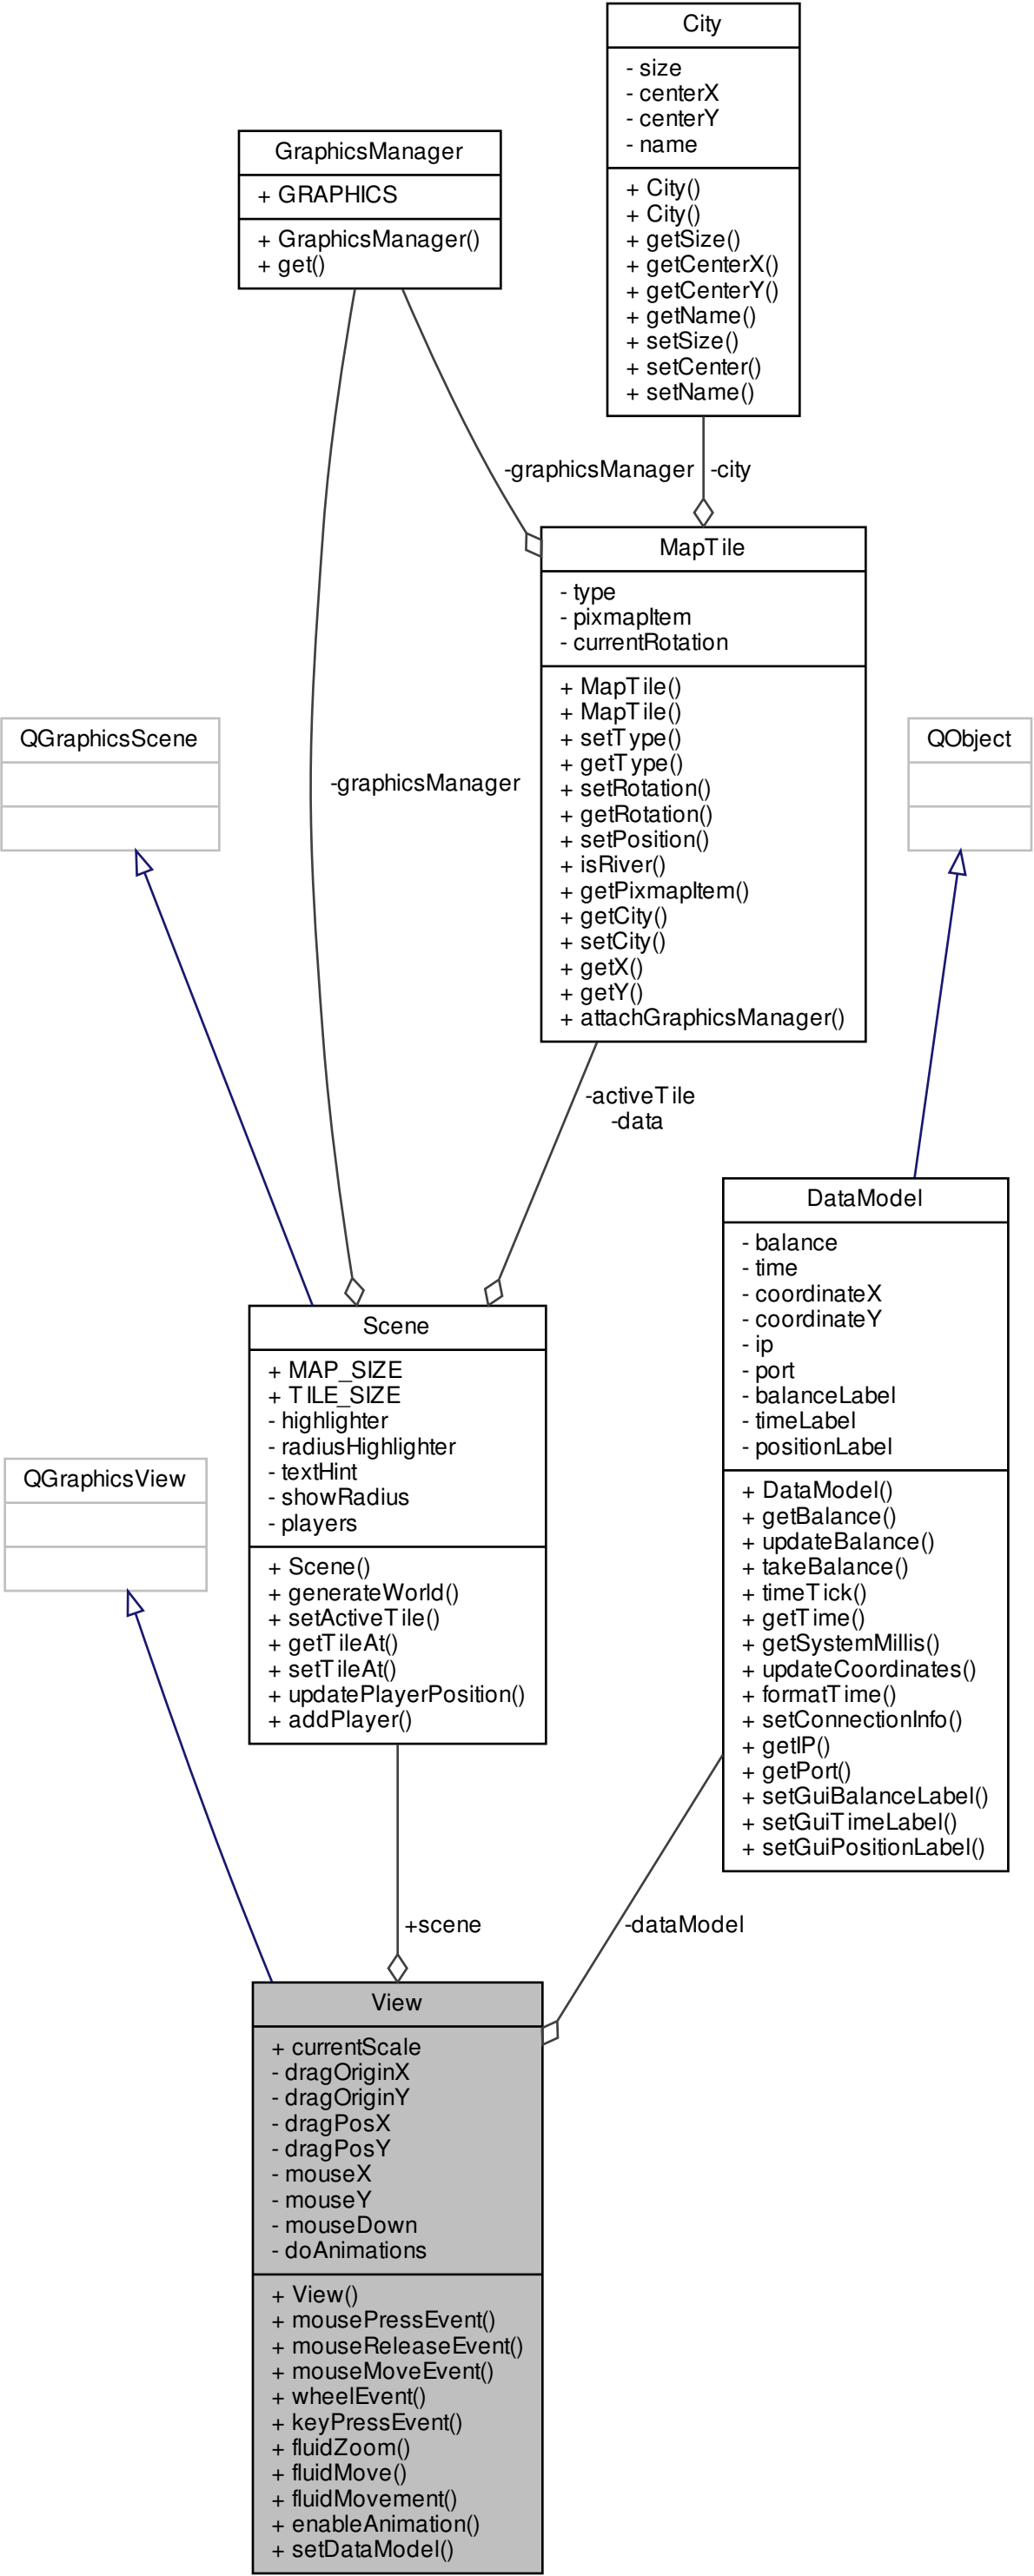 City
- size
- centerX
- centerY
- name
+ City()
+ City()
+ getSize()
+ getCenterX()
+ getCenterY()
+ getName()
+ setSize()
+ setCenter()
+ setName()
GraphicsManager
+ GRAPHICS
+ GraphicsManager()
+ get()
-graphicsManager
-city
MapTile
- type
- pixmapItem
- currentRotation
+ MapTile()
+ MapTile()
+ setType()
+ getType()
+ setRotation()
+ getRotation()
+ setPosition()
+ isRiver()
+ getPixmapItem()
+ getCity()
+ setCity()
+ getX()
+ getY()
+ attachGraphicsManager()
QGraphicsScene
-graphicsManager
QObject
-activeTile
-data
DataModel
- balance
- time
- coordinateX
- coordinateY
- ip
- port
- balanceLabel
- timeLabel
- positionLabel
+ DataModel()
+ getBalance()
+ updateBalance()
+ takeBalance()
+ timeTick()
+ getTime()
+ getSystemMillis()
+ updateCoordinates()
+ formatTime()
+ setConnectionInfo()
+ getIP()
+ getPort()
+ setGuiBalanceLabel()
+ setGuiTimeLabel()
+ setGuiPositionLabel()
Scene
+ MAP_SIZE
+ TILE_SIZE
- highlighter
- radiusHighlighter
- textHint
- showRadius
- players
+ Scene()
+ generateWorld()
+ setActiveTile()
+ getTileAt()
+ setTileAt()
+ updatePlayerPosition()
+ addPlayer()
QGraphicsView
+scene
-dataModel
View
+ currentScale
- dragOriginX
- dragOriginY
- dragPosX
- dragPosY
- mouseX
- mouseY
- mouseDown
- doAnimations
+ View()
+ mousePressEvent()
+ mouseReleaseEvent()
+ mouseMoveEvent()
+ wheelEvent()
+ keyPressEvent()
+ fluidZoom()
+ fluidMove()
+ fluidMovement()
+ enableAnimation()
+ setDataModel()